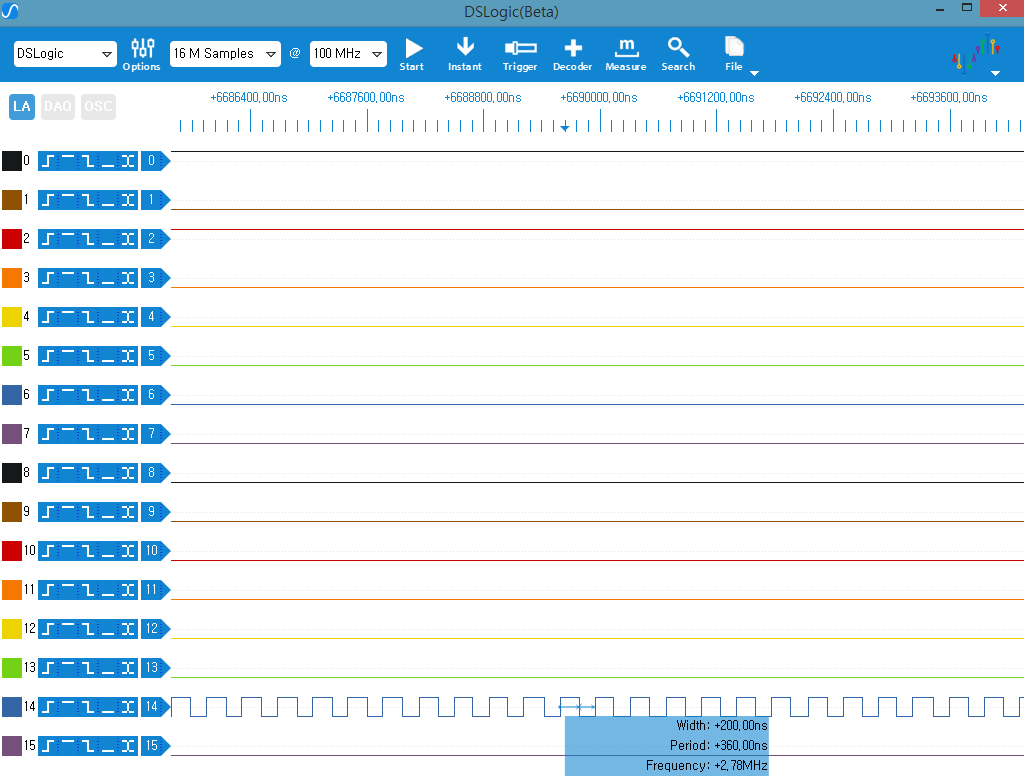 DSLogic(Beta)
DSLogic 16 M Samples @ 100 MHz
Options Start Instant Trigger Decoder Measure Search File
LA DAQ OSC
+6686400,00ns +6687600,00ns +6688800,00ns +6690000,00ns +6691200,00ns +6692400,00ns +6693600,00ns
0 0
1 1
2 2
3 3
4 4
5 5
6 6
7 7
8 8
9 9
10 10
11 11
12 12
13 13
14 14
Width: +200,00ns
15 15
Period: +360,00ns
Frequency: +2,78MHz